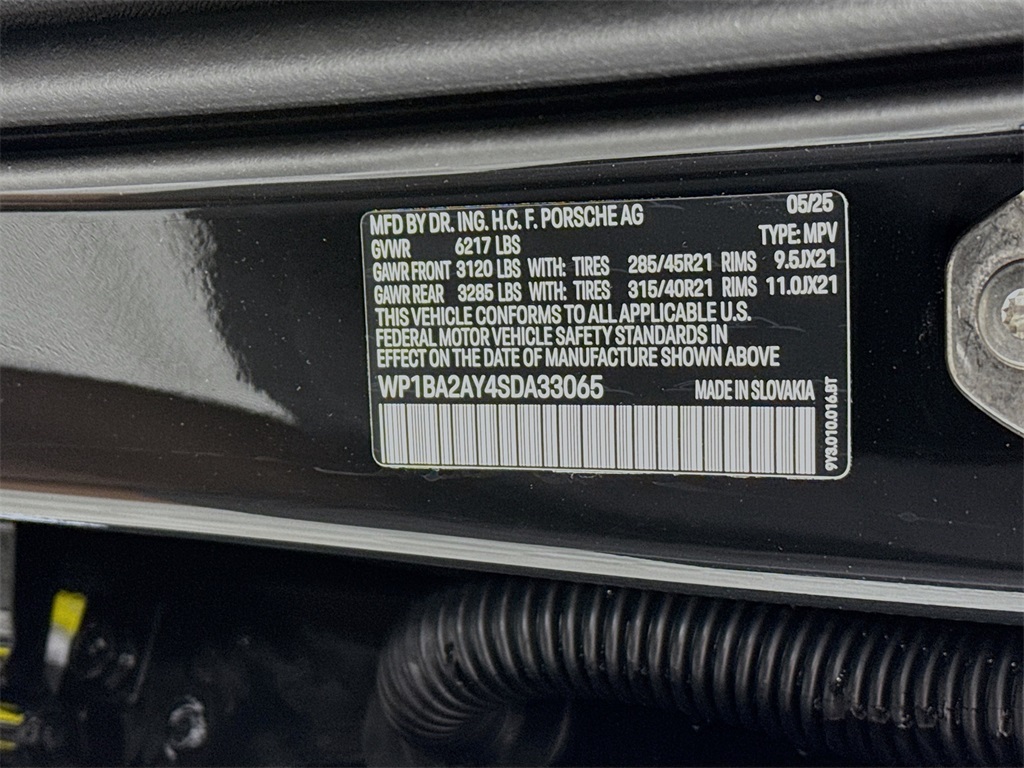 MFD BY DR. ING. H.C. F. PORSCHE AG 05/25
GVWR 6217 LBS TYPE: MPV
GAWR FRONT 3120 LBS WITH: TIRES 285/45R21 RIMS 9.5JX21
GAWR REAR 3285 LBS WITH: TIRES 315/40R21 RIMS 11.0JX21
THIS VEHICLE CONFORMS TO ALL APPLICABLE U.S.
FEDERAL MOTOR VEHICLE SAFETY STANDARDS IN
EFFECT ON THE DATE OF MANUFACTURE SHOWN ABOVE
WP1BA2AY4SDA33065 MADE IN SLOVAKIA
9Y3.010.016.BT